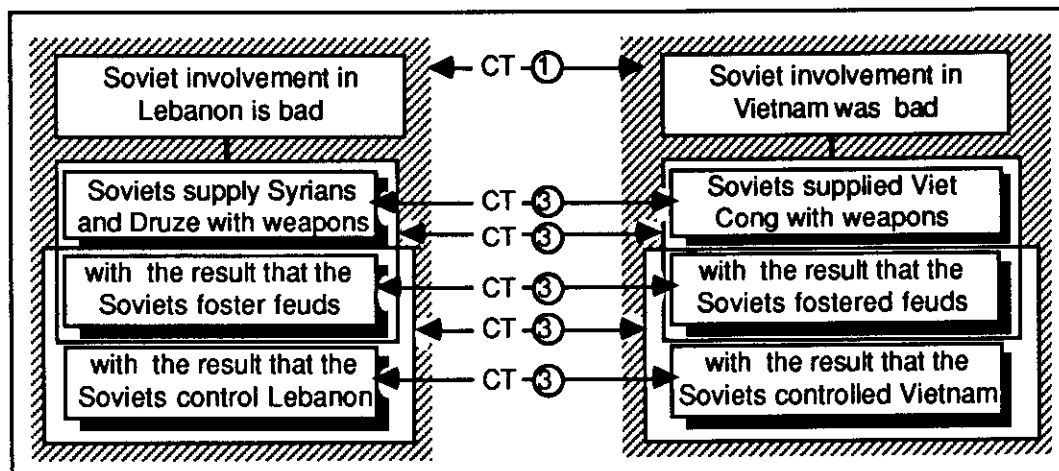 Soviet involvement in
Lebanon is bad
CT 1
Soviet involvement in
Vietnam was bad
Soviets supply Syrians
and Druze with weapons
CT 3
Soviets supplied Viet
Cong with weapons
CT 3
with the result that the
Soviets foster feuds
CT 3
with the result that the
Soviets fostered feuds
CT 3
with the result that the
Soviets control Lebanon
CT 3
with the result that the
Soviets controlled Vietnam